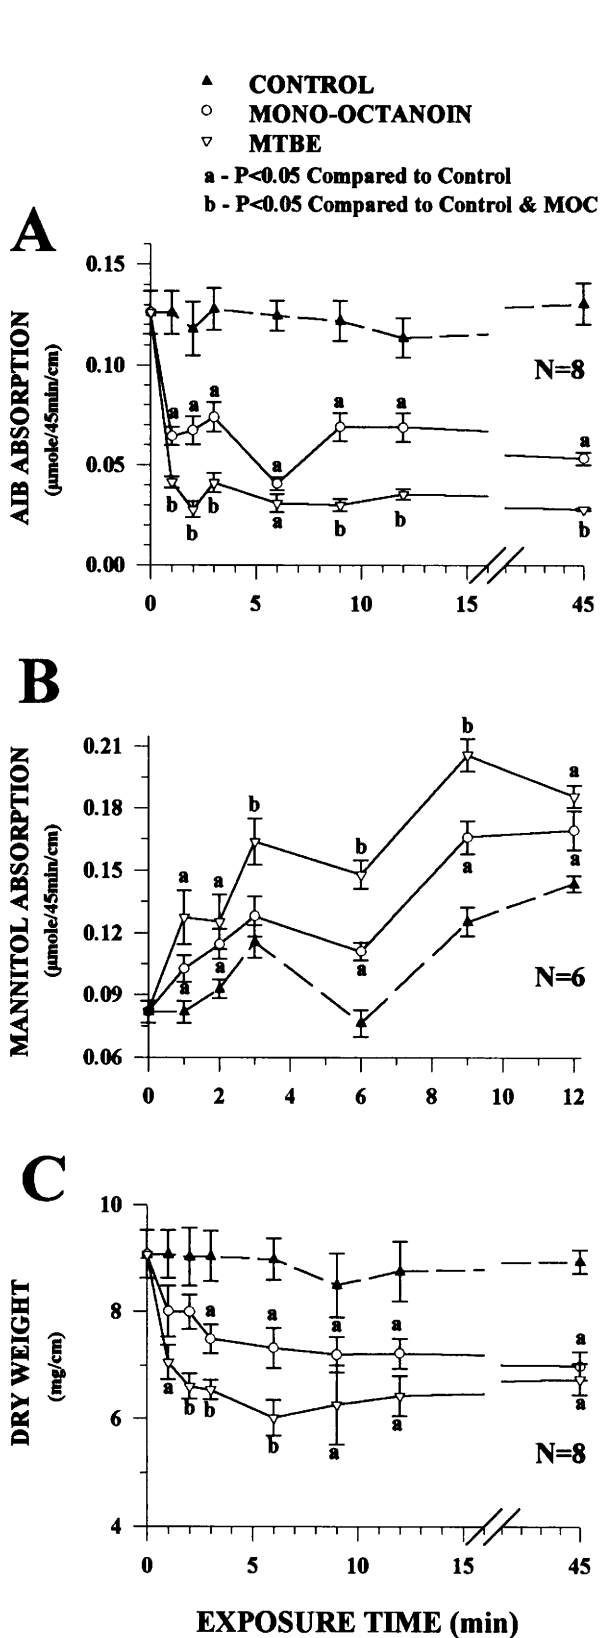 CONTROL
MONO-OCTANOIN
MTBE
a - P<0.05 Compared to Control
b - P<0.05 Compared to Control & MOC
A
AIB ABSORPTION
(µmole/45min/cm)
0.15
0.10
0.05
0.00
a a a a a a a
b b b a b b b
N=8
0 5 10 15 45
B
MANNITOL ABSORPTION
(µmole/45min/cm)
0.21
0.18
0.15
0.12
0.09
0.06
a a b b b a
a a a a a
N=6
0 2 4 6 8 10 12
C
DRY WEIGHT
(mg/cm)
10
8
6
4
a a a a a
a b b b a a a
N=8
0 5 10 15 45
EXPOSURE TIME (min)